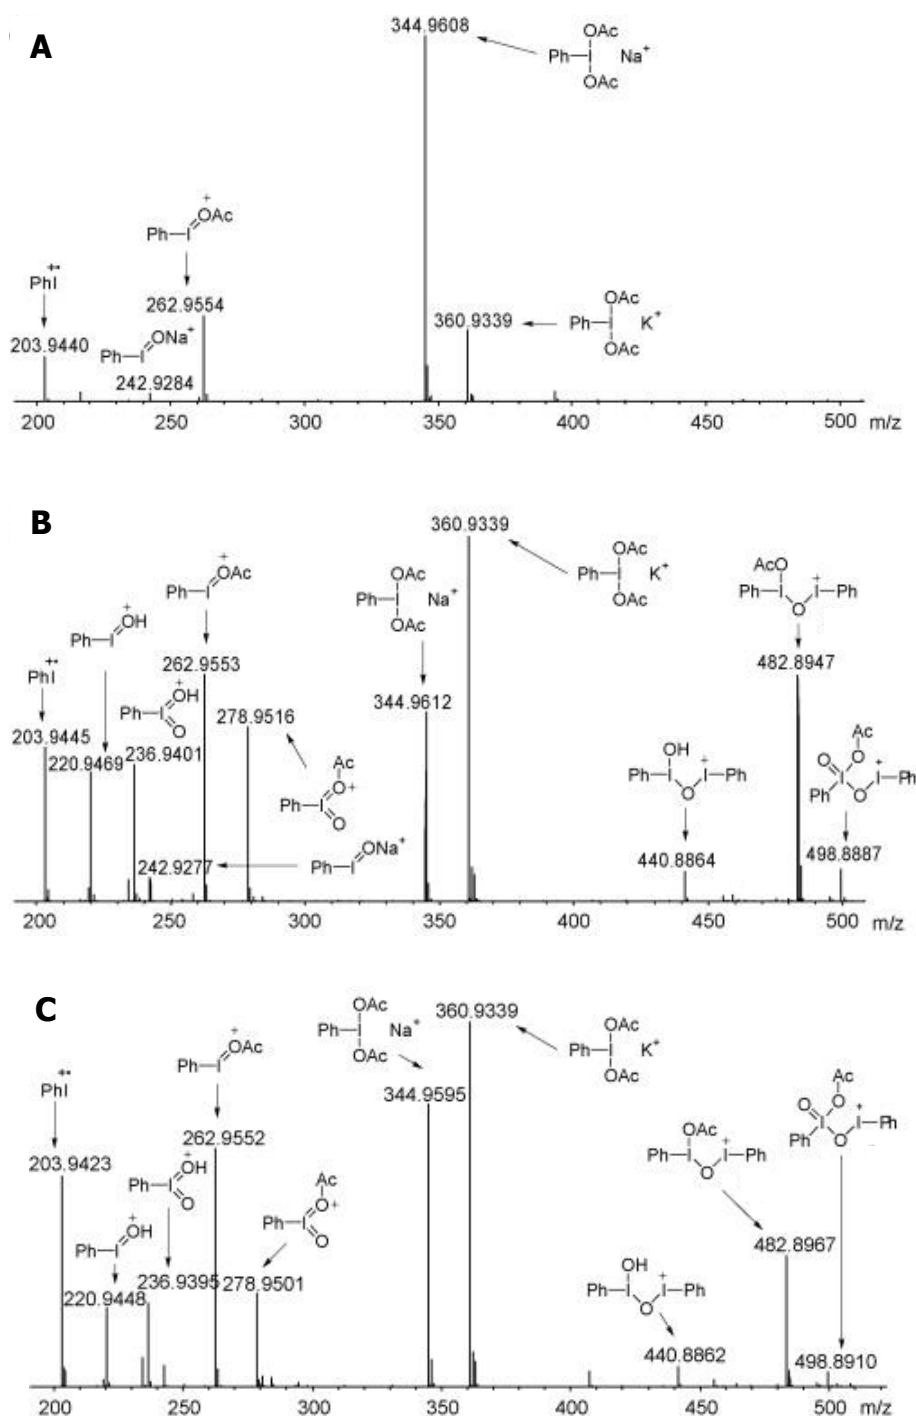 A
344.9608
OAc
Ph—I Na+
OAc
+
OAc
Ph—I
PhI+•
262.9554
ONa+
Ph—I
203.9440
242.9284
OAc
360.9339
Ph—I K+
OAc
200 250 300 350 400 450 500 m/z
B
360.9339
OAc
Ph—I K+
OAc
+
OAc
Ph—I
OAc
Ph—I Na+
OAc
AcO +
Ph—I I—Ph
O
+
OH
Ph—I
PhI+•
262.9553
482.8947
+
OH
Ph—I
O
203.9445
220.9469
236.9401
278.9516
344.9612
Ac
O+
Ph—I
O
OH +
Ph—I I—Ph
O
Ac
O
O +
I I—Ph
Ph O
ONa+
Ph—I
242.9277
440.8864
498.8887
200 250 300 350 400 450 500 m/z
C
OAc
Ph—I Na+
OAc
360.9339
OAc
Ph—I K+
OAc
+
OAc
Ph—I
PhI+•
344.9595
Ac
O
O +
I I—Ph
Ph O
262.9552
203.9423
+
OH
Ph—I
O
Ac
O+
Ph—I
O
OAc +
Ph—I I—Ph
O
+
OH
Ph—I
482.8967
220.9448
236.9395
278.9501
OH +
Ph—I I—Ph
O
440.8862
498.8910
200 250 300 350 400 450 500 m/z